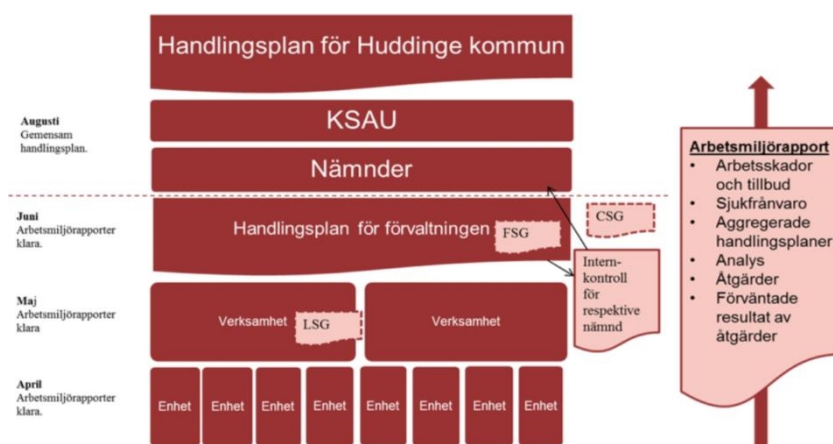 Handlingsplan för Huddinge kommun
Augusti
Gemensam
handlingsplan.
KSAU
Nämnder
Juni
Arbetsmiljörapporter
klara.
Handlingsplan för förvaltningen
FSG
CSG
Intern-
kontroll
för
respektive
nämnd
Maj
Arbetsmiljörapporter
klara
Verksamhet
LSG
Verksamhet
April
Arbetsmiljörapporter
klara.
Enhet Enhet Enhet Enhet Enhet Enhet Enhet Enhet
Arbetsmiljörapport
• Arbetsskador
och tillbud
• Sjukfrånvaro
• Aggregerade
handlingsplaner
• Analys
• Åtgärder
• Förväntade
resultat av
åtgärder